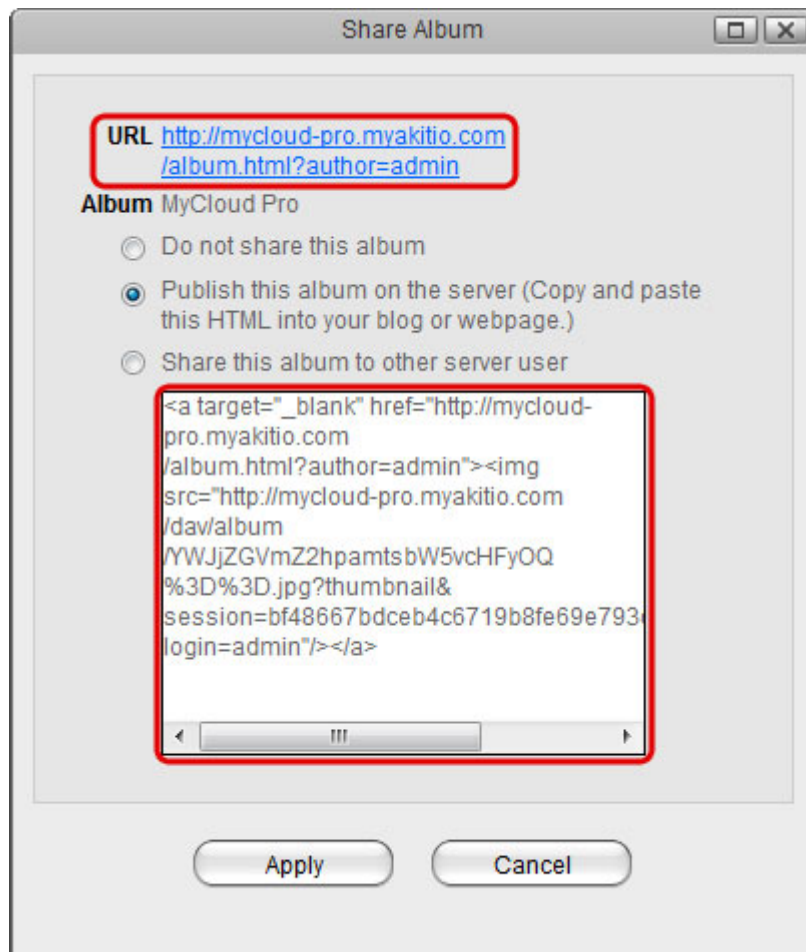 Share Album
URL http://mycloud-pro.myakitio.com
/album.html?author=admin
Album MyCloud Pro
Do not share this album
Publish this album on the server (Copy and paste
this HTML into your blog or webpage.)
Share this album to other server user
<a target="_blank" href="http://mycloud-
pro.myakitio.com
/album.html?author=admin"><img
src="http://mycloud-pro.myakitio.com
/dav/album
/YWJjZGVmZ2hpamtsbW5vcHFyOQ
%3D%3D.jpg?thumbnail&
session=bf48667bdceb4c6719b8fe69e793
login=admin"/></a>
Apply
Cancel